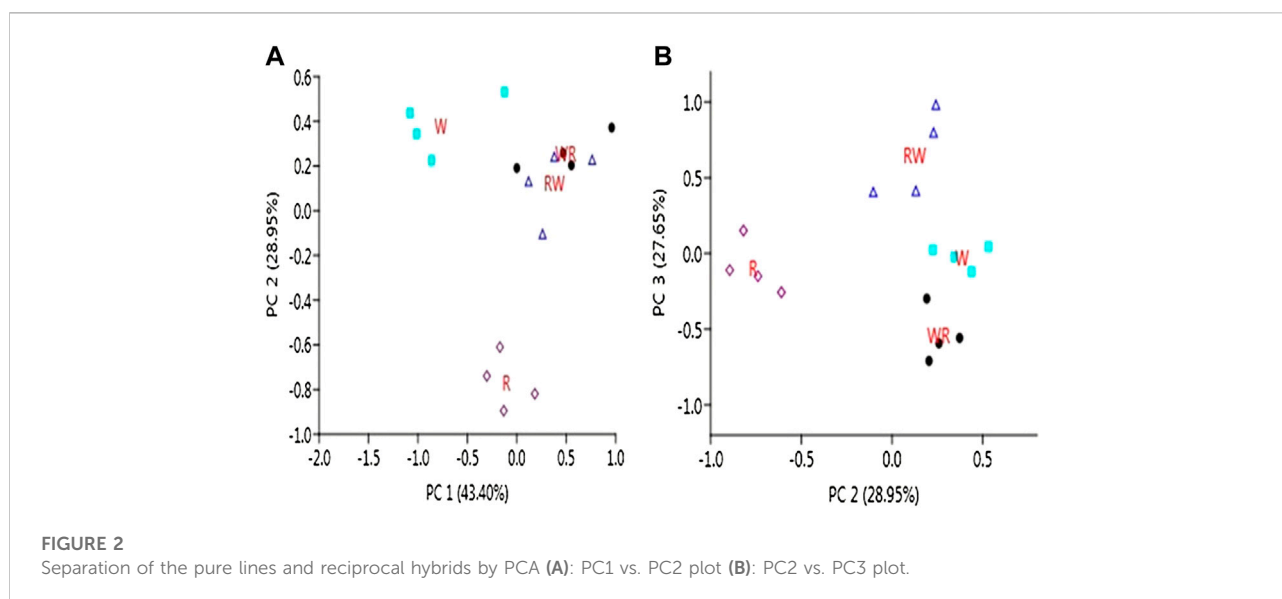 A
0.6
0.4
0.2
0.0
-0.2
-0.4
-0.6
-0.8
-1.0
PC 2 (28.95%)
W
WR
RW
R
-2.0 -1.5 -1.0 -0.5 0.0 0.5 1.0
PC 1 (43.40%)
B
1.0
0.5
0.0
-0.5
-1.0
PC 3 (27.65%)
RW
W
R
WR
-1.0 -0.5 0.0 0.5
PC 2 (28.95%)
FIGURE 2
Separation of the pure lines and reciprocal hybrids by PCA (A): PC1 vs. PC2 plot (B): PC2 vs. PC3 plot.